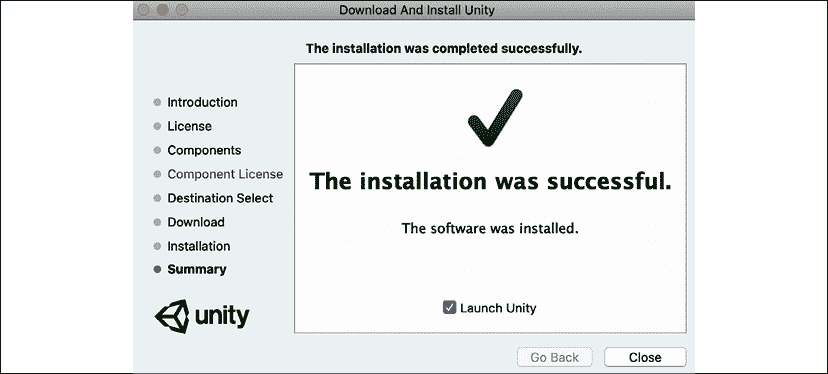 Download And Install Unity
The installation was completed successfully.
Introduction
License
Components
Component License
Destination Select
Download
Installation
Summary
unity
The installation was successful.
The software was installed.
Launch Unity
Go Back
Close